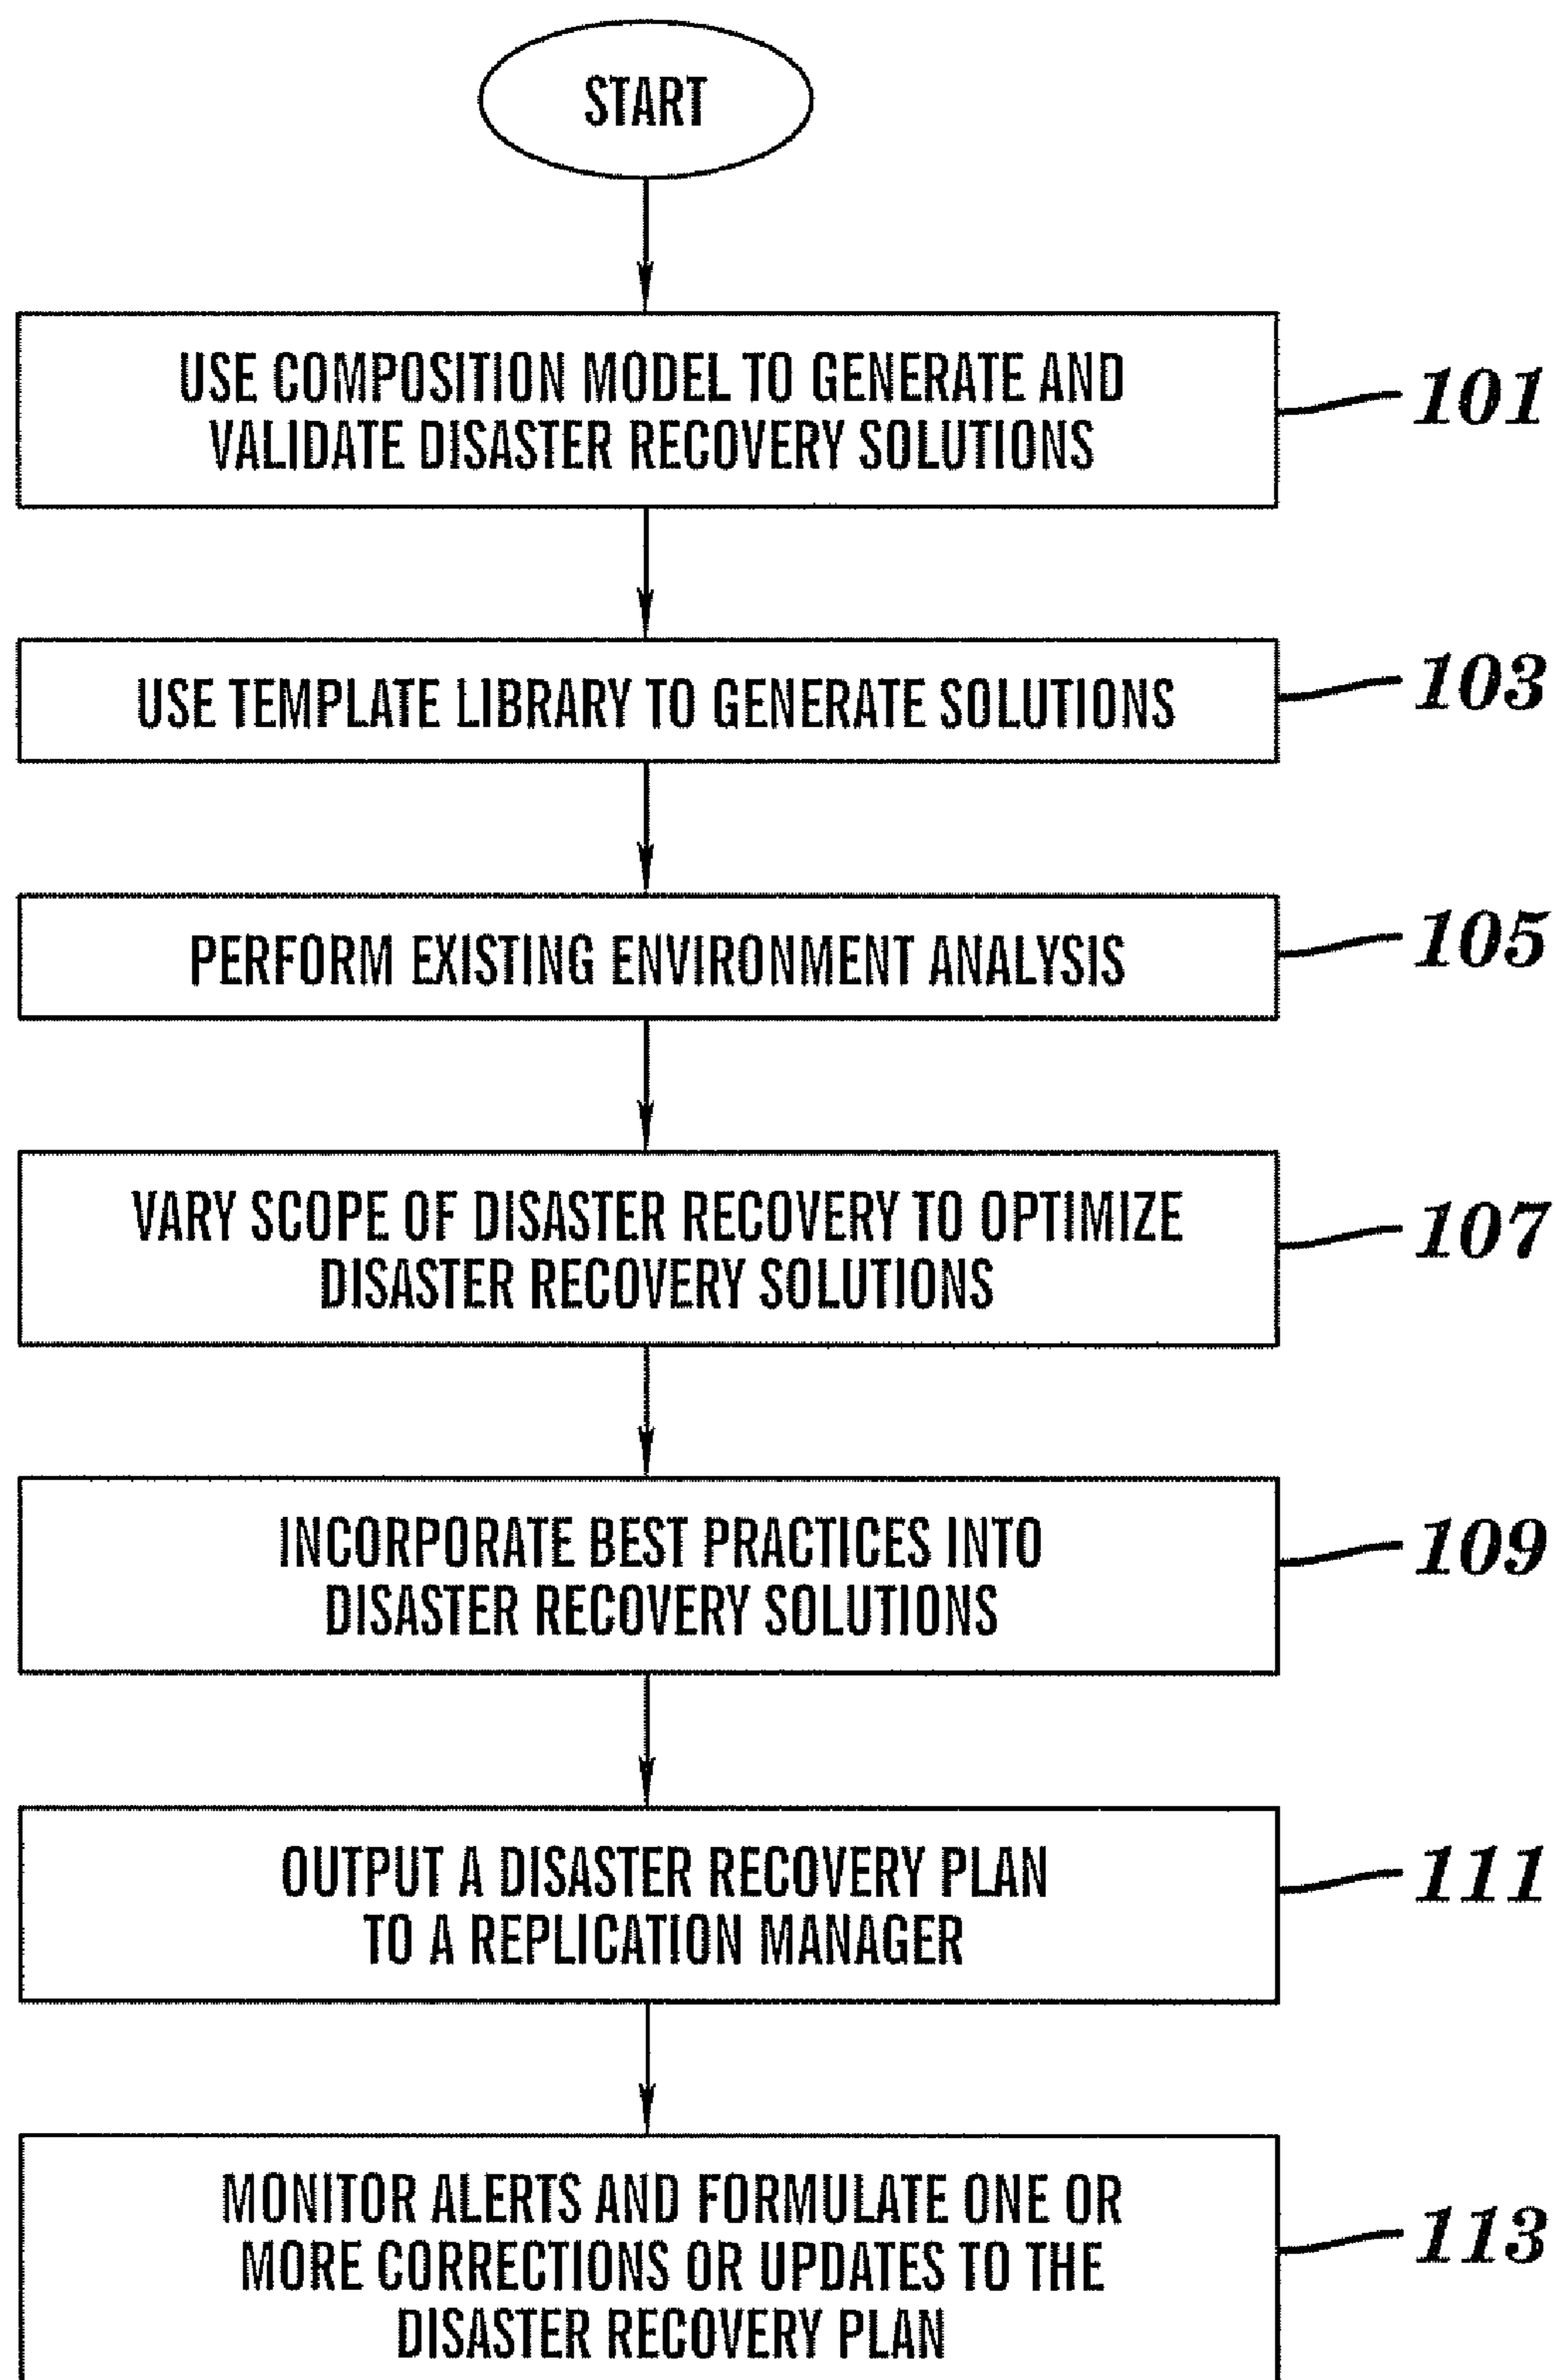 START
USE COMPOSITION MODEL TO GENERATE AND
VALIDATE DISASTER RECOVERY SOLUTIONS
101
USE TEMPLATE LIBRARY TO GENERATE SOLUTIONS
103
PERFORM EXISTING ENVIRONMENT ANALYSIS
105
VARY SCOPE OF DISASTER RECOVERY TO OPTIMIZE
DISASTER RECOVERY SOLUTIONS
107
INCORPORATE BEST PRACTICES INTO
DISASTER RECOVERY SOLUTIONS
109
OUTPUT A DISASTER RECOVERY PLAN
TO A REPLICATION MANAGER
111
MONITOR ALERTS AND FORMULATE ONE OR
MORE CORRECTIONS OR UPDATES TO THE
DISASTER RECOVERY PLAN
113